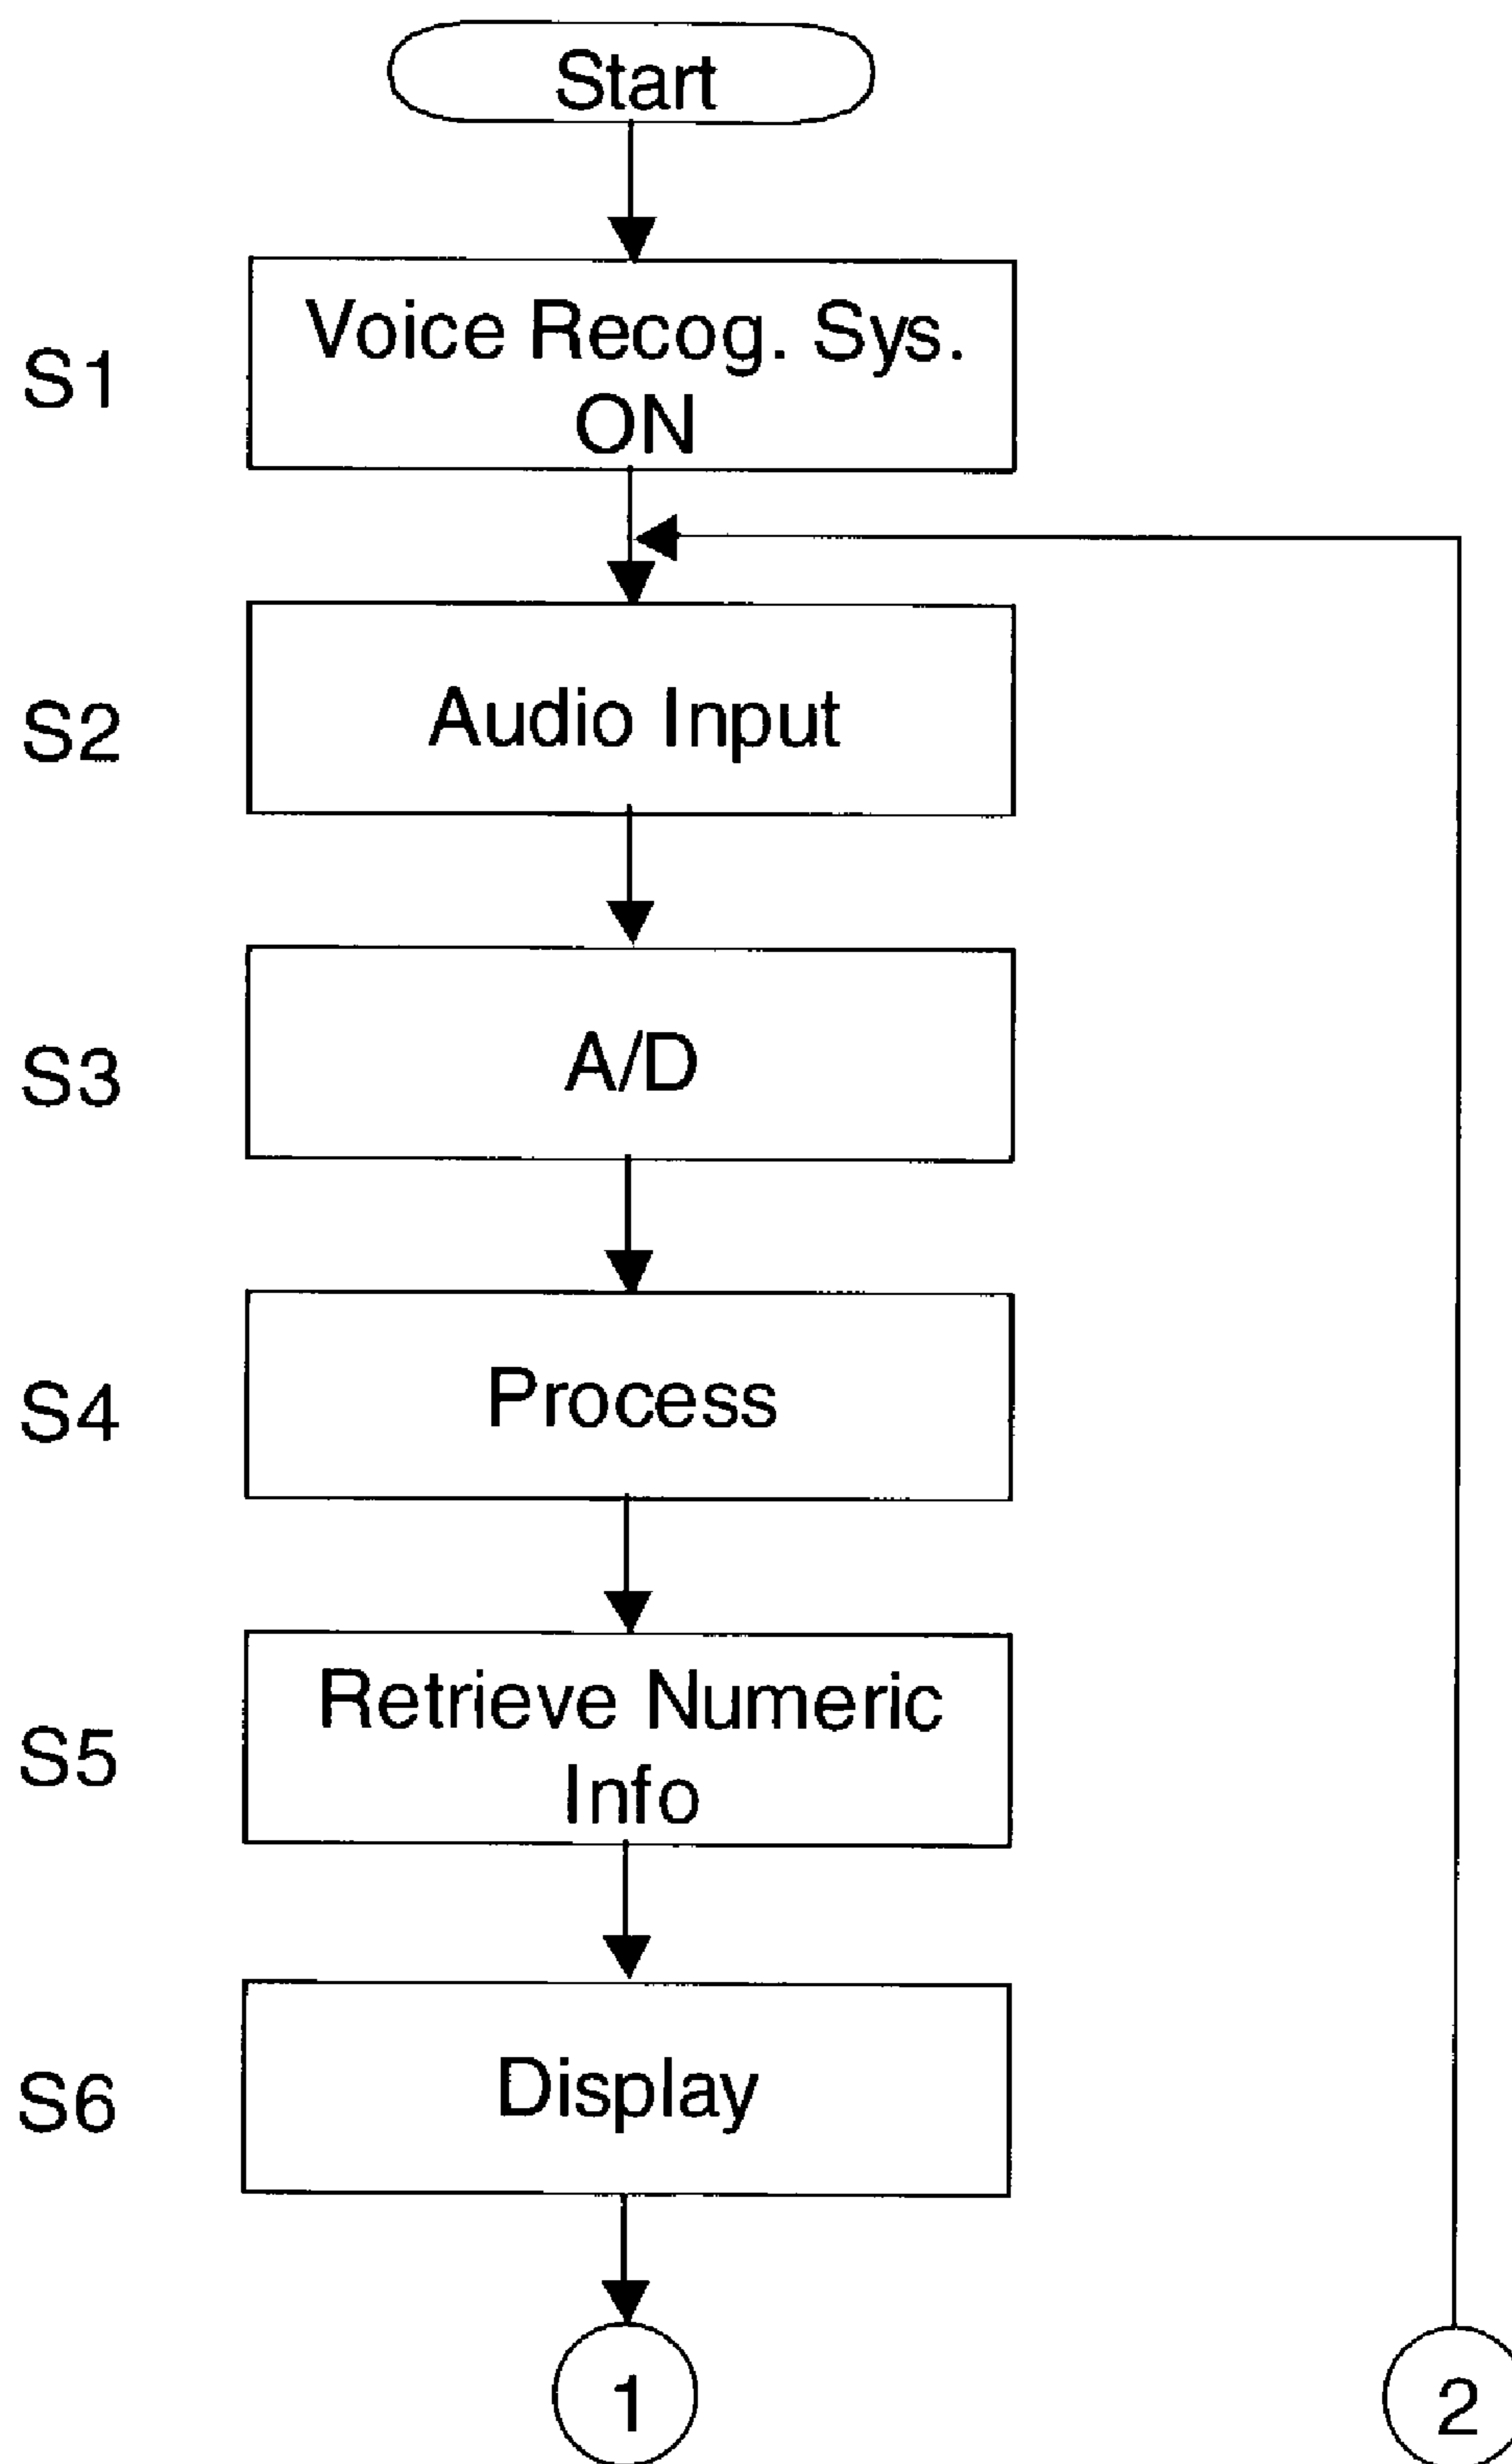 Start
S1
Voice Recog. Sys.
ON
S2
Audio Input
S3
A/D
S4
Process
S5
Retrieve Numeric
Info
S6
Display
1
2